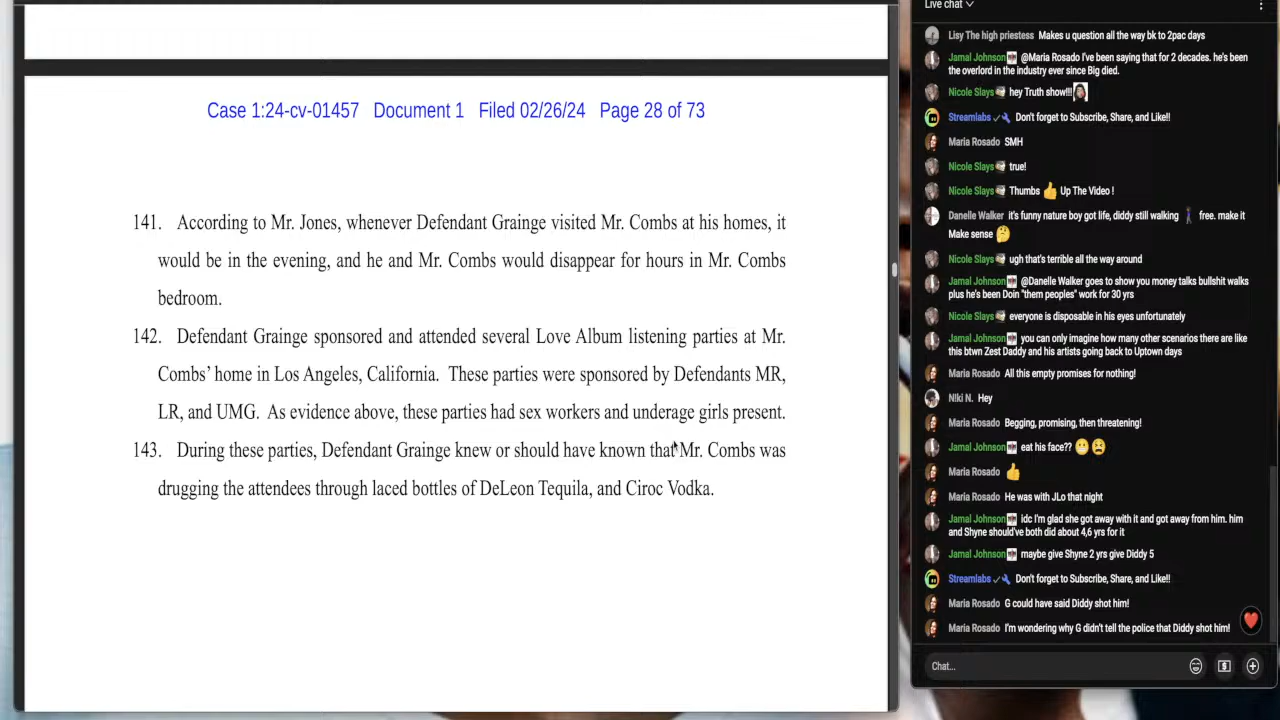 Case 1:24-cv-01457 Document 1 Filed 02/26/24 Page 28 of 73
141. According to Mr. Jones, whenever Defendant Grainge visited Mr. Combs at his homes, it
would be in the evening, and he and Mr. Combs would disappear for hours in Mr. Combs
bedroom.
142. Defendant Grainge sponsored and attended several Love Album listening parties at Mr.
Combs' home in Los Angeles, California. These parties were sponsored by Defendants MR,
LR, and UMG. As evidence above, these parties had sex workers and underage girls present.
143. During these parties, Defendant Grainge knew or should have known that Mr. Combs was
drugging the attendees through laced bottles of DeLeon Tequila, and Ciroc Vodka.
Live chat
Lisy The high priestess Makes u question all the way bk to 2pac days
Jamal Johnson @Maria Rosado I've been saying that for 2 decades. he's been
the overlord in the industry ever since Big died.
Nicole Slays hey Truth show!!!
Streamlabs Don't forget to Subscribe, Share, and Like!!
Maria Rosado SMH
Nicole Slays true!
Nicole Slays Thumbs 👍 Up The Video !
Danelle Walker it's funny nature boy got life, diddy still walking 🚶 free. make it
Make sense 🤔
Nicole Slays ugh that's terrible all the way around
Jamal Johnson @Danelle Walker goes to show you money talks bullshit walks
plus he's been Doin "them peoples" work for 30 yrs
Nicole Slays everyone is disposable in his eyes unfortunately
Jamal Johnson you can only imagine how many other scenarios there are like
this btwn Zest Daddy and his artists going back to Uptown days
Maria Rosado All this empty promises for nothing!
N!ki N. Hey
Maria Rosado Begging, promising, then threatening!
Jamal Johnson eat his face?? 😬 😫
Maria Rosado 👍
Maria Rosado He was with JLo that night
Jamal Johnson idc I'm glad she got away with it and got away from him. him
and Shyne should've both did about 4,6 yrs for it
Jamal Johnson maybe give Shyne 2 yrs give Diddy 5
Streamlabs Don't forget to Subscribe, Share, and Like!!
Maria Rosado G could have said Diddy shot him!
Maria Rosado I'm wondering why G didn't tell the police that Diddy shot him!
Chat...